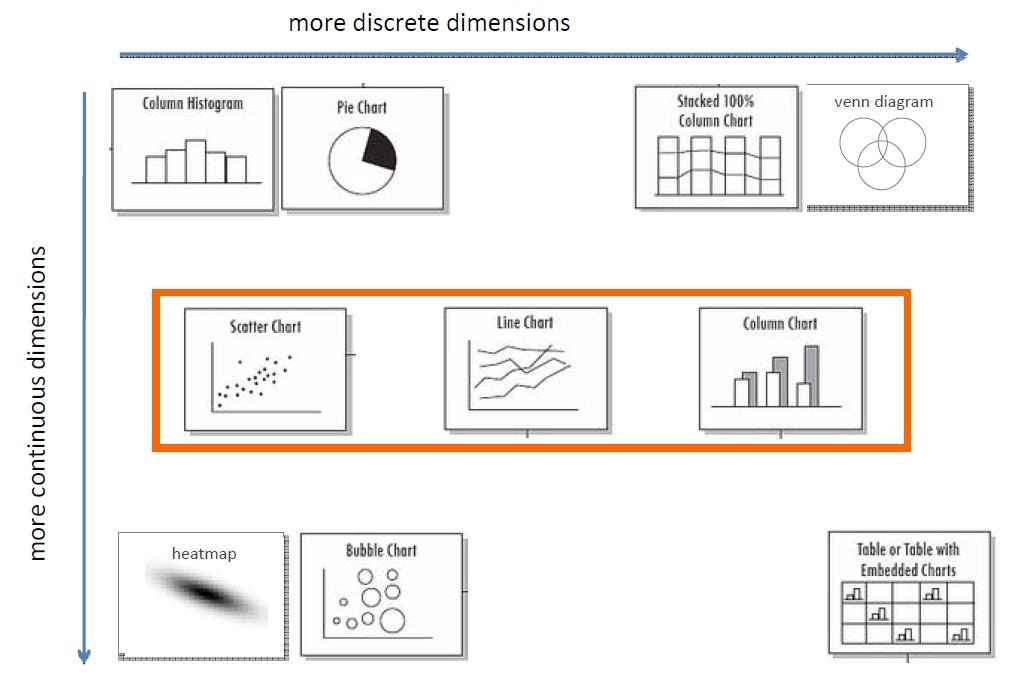 more discrete dimensions
more continuous dimensions
Column Histogram
Pie Chart
Stacked 100%
Column Chart
venn diagram
Scatter Chart
Line Chart
Column Chart
heatmap
Bubble Chart
Table or Table with
Embedded Charts